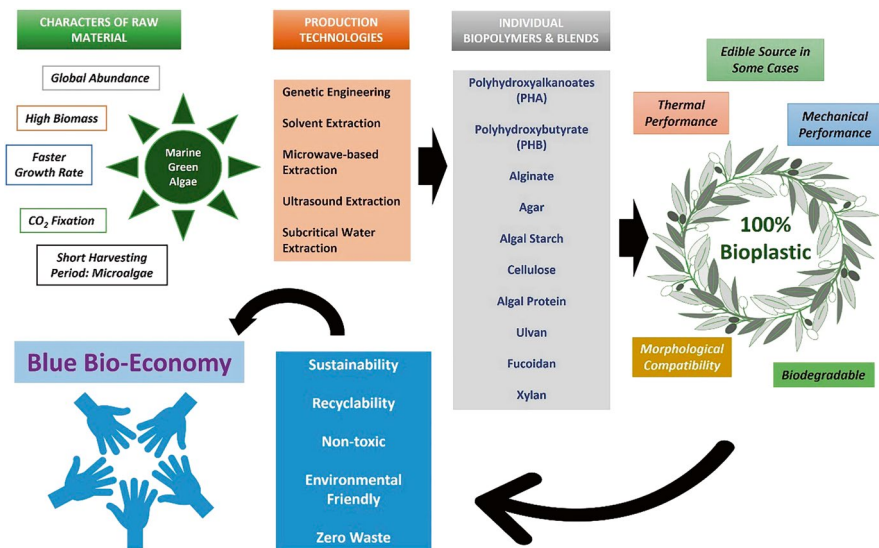 CHARACTERS OF RAW
MATERIAL
Global Abundance
High Biomass
Faster
Growth Rate
CO₂ Fixation
Short Harvesting
Period: Microalgae
Marine
Green
Algae
PRODUCTION
TECHNOLOGIES
Genetic Engineering
Solvent Extraction
Microwave-based
Extraction
Ultrasound Extraction
Subcritical Water
Extraction
INDIVIDUAL
BIOPOLYMERS & BLENDS
Polyhydroxyalkanoates
(PHA)
Polyhydroxybutyrate
(PHB)
Alginate
Agar
Algal Starch
Cellulose
Algal Protein
Ulvan
Fucoidan
Xylan
Edible Source in
Some Cases
Thermal
Performance
Mechanical
Performance
100%
Bioplastic
Morphological
Compatibility
Biodegradable
Sustainability
Recyclability
Non-toxic
Environmental
Friendly
Zero Waste
Blue Bio-Economy